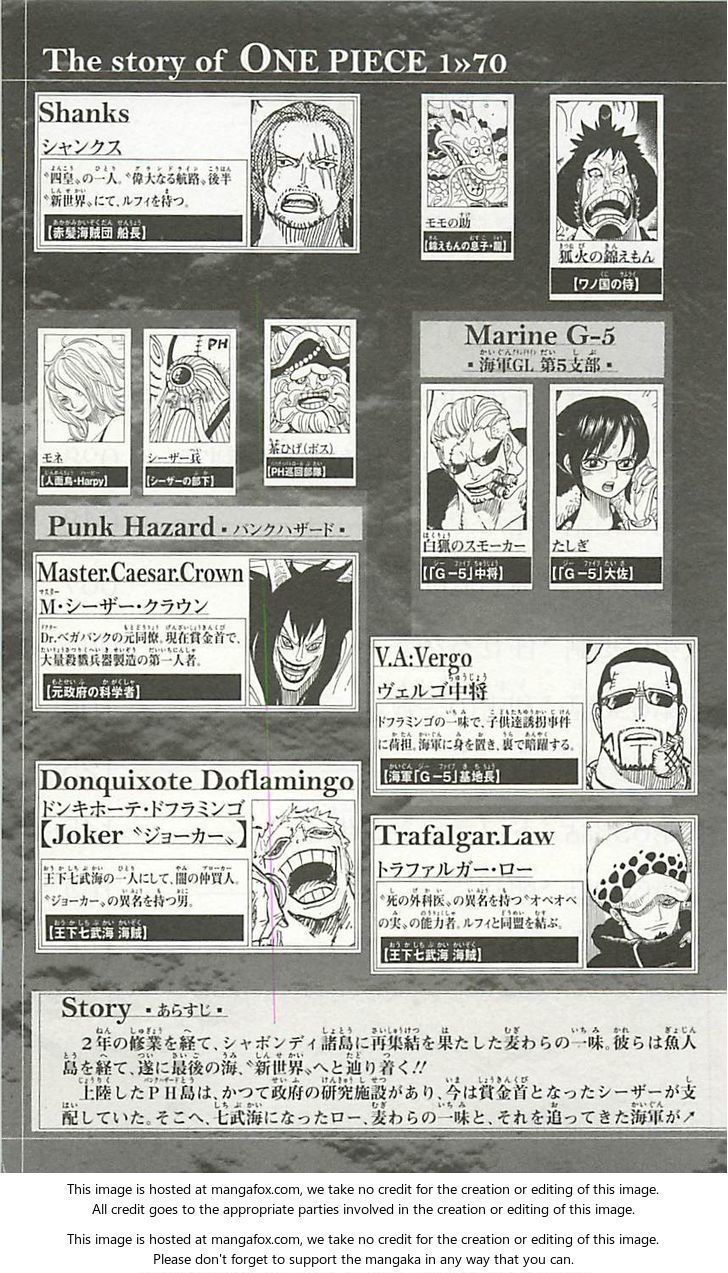 The story of ONE PIECE 1»70
Shanks
シャンクス
〝四皇〟の一人。〝偉大なる航路〟後半
〝新世界〟にて、ルフィを待つ。
【赤髪海賊団 船長】
モモの助
【錦えもんの息子・龍】
狐火の錦えもん
【ワノ国の侍】
モネ
【人面鳥・Harpy】
PH
シーザー兵
【シーザーの部下】
茶ひげ(ボス)
【PH巡回部隊】
Marine G-5
▪ 海軍GL 第5支部 ▪
白猟のスモーカー
【「G-5」中将】
たしぎ
【「G-5」大佐】
Punk Hazard ▪ パンクハザード ▪
Master.Caesar.Crown
M・シーザー・クラウン
Dr.ベガパンクの元同僚。現在賞金首で、
大量殺戮兵器製造の第一人者。
【元政府の科学者】
V.A:Vergo
ヴェルゴ中将
ドフラミンゴの一味で、子供達誘拐事件
に荷担。海軍に身を置き、裏で暗躍する。
【海軍「G-5」基地長】
Donquixote Doflamingo
ドンキホーテ・ドフラミンゴ
【Joker〝ジョーカー〟】
王下七武海の一人にして、闇の仲買人。
〝ジョーカー〟の異名を持つ男。
【王下七武海 海賊】
Trafalgar.Law
トラファルガー・ロー
〝死の外科医〟の異名を持つ〝オペオペ
の実〟の能力者。ルフィと同盟を結ぶ。
【王下七武海 海賊】
Story ▪ あらすじ ▪
2年の修業を経て、シャボンディ諸島に再集結を果たした麦わらの一味。彼らは魚人
島を経て、遂に最後の海、〝新世界〟へと辿り着く!!
上陸したPH島は、かつて政府の研究施設があり、今は賞金首となったシーザーが支
配していた。そこへ、七武海になったロー、麦わらの一味と、それを追ってきた海軍が↗
This image is hosted at mangafox.com, we take no credit for the creation or editing of this image.
All credit goes to the appropriate parties involved in the creation or editing of this image.
This image is hosted at mangafox.com, we take no credit for the creation or editing of this image.
Please don't forget to support the mangaka in any way that you can.